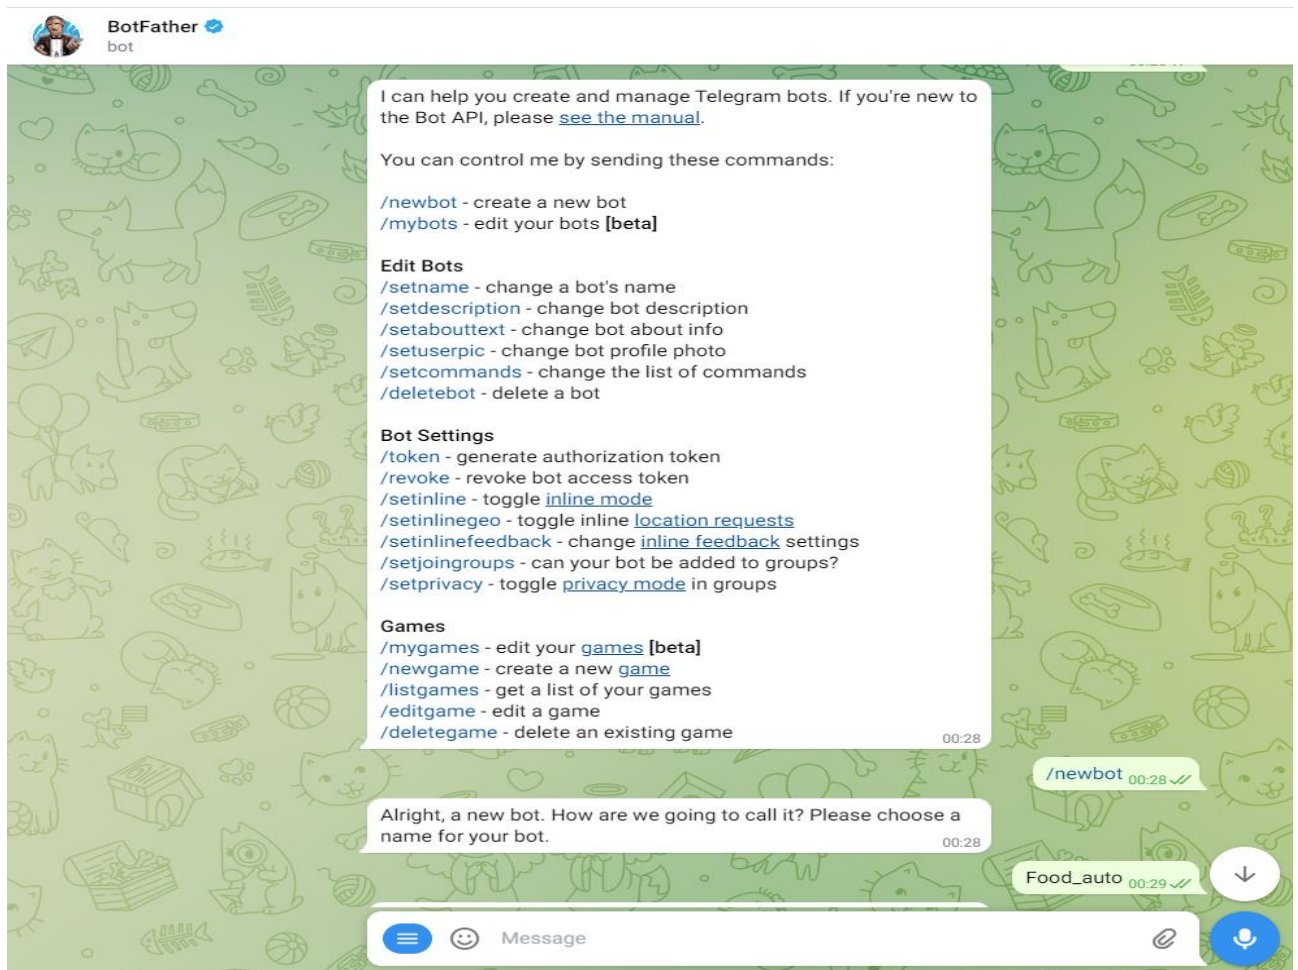 BotFather
bot
I can help you create and manage Telegram bots. If you're new to
the Bot API, please see the manual.
You can control me by sending these commands:
/newbot - create a new bot
/mybots - edit your bots [beta]
Edit Bots
/setname - change a bot's name
/setdescription - change bot description
/setabouttext - change bot about info
/setuserpic - change bot profile photo
/setcommands - change the list of commands
/deletebot - delete a bot
Bot Settings
/token - generate authorization token
/revoke - revoke bot access token
/setinline - toggle inline mode
/setinlinegeo - toggle inline location requests
/setinlinefeedback - change inline feedback settings
/setjoingroups - can your bot be added to groups?
/setprivacy - toggle privacy mode in groups
Games
/mygames - edit your games [beta]
/newgame - create a new game
/listgames - get a list of your games
/editgame - edit a game
/deletegame - delete an existing game
00:28
/newbot 00:28
Alright, a new bot. How are we going to call it? Please choose a
name for your bot.
00:28
Food_auto 00:29
Message